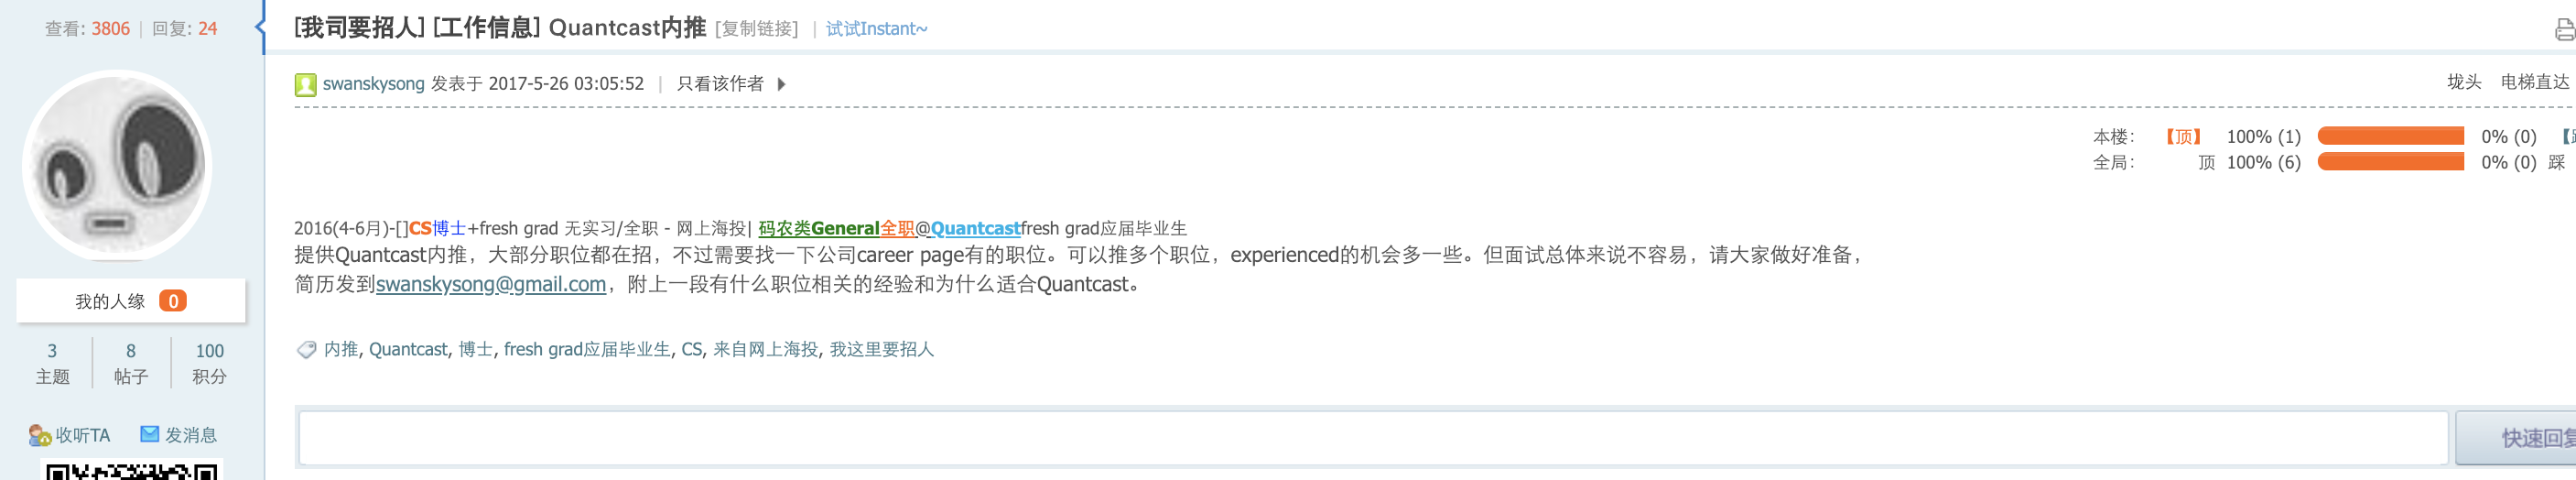 查看: 3806 | 回复: 24
[我司要招人] [工作信息] Quantcast内推 [复制链接] | 试试Instant~
swanskysong 发表于 2017-5-26 03:05:52 | 只看该作者
垅头 电梯直达
本楼: 【顶】 100% (1) 0% (0)
全局: 顶 100% (6) 0% (0) 踩
2016(4-6月)-[]CS博士+fresh grad 无实习/全职 - 网上海投| 码农类General全职@Quantcastfresh grad应届毕业生
提供Quantcast内推，大部分职位都在招，不过需要找一下公司career page有的职位。可以推多个职位，experienced的机会多一些。但面试总体来说不容易，请大家做好准备，
简历发到swanskysong@gmail.com，附上一段有什么职位相关的经验和为什么适合Quantcast。
我的人缘 0
内推, Quantcast, 博士, fresh grad应届毕业生, CS, 来自网上海投, 我这里要招人
3 8 100
主题 帖子 积分
收听TA 发消息
快速回复